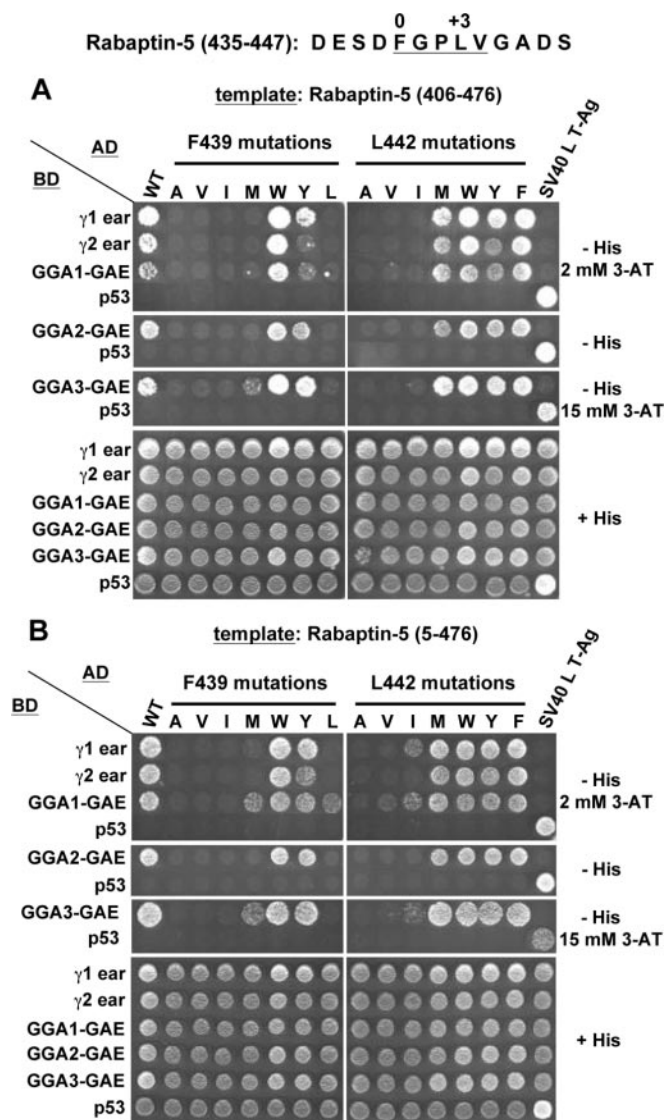 0 +3
Rabaptin-5 (435-447): D E S D F G P L V G A D S
A
template: Rabaptin-5 (406-476)
AD
BD
F439 mutations
L442 mutations
WT A V I M W Y L A V I M W Y F SV40 L T-Ag
γ1 ear
γ2 ear
GGA1-GAE
p53
- His
2 mM 3-AT
GGA2-GAE
p53
- His
GGA3-GAE
p53
- His
15 mM 3-AT
γ1 ear
γ2 ear
GGA1-GAE
GGA2-GAE
GGA3-GAE
p53
+ His
B
template: Rabaptin-5 (5-476)
AD
BD
F439 mutations
L442 mutations
WT A V I M W Y L A V I M W Y F SV40 L T-Ag
γ1 ear
γ2 ear
GGA1-GAE
p53
- His
2 mM 3-AT
GGA2-GAE
p53
- His
GGA3-GAE
p53
- His
15 mM 3-AT
γ1 ear
γ2 ear
GGA1-GAE
GGA2-GAE
GGA3-GAE
p53
+ His